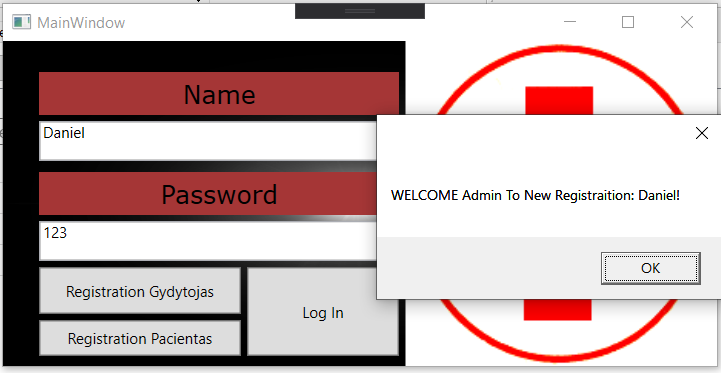 MainWindow
Name
Daniel
Password
123
Registration Gydytojas
Registration Pacientas
Log In
WELCOME Admin To New Registraition: Daniel!
OK